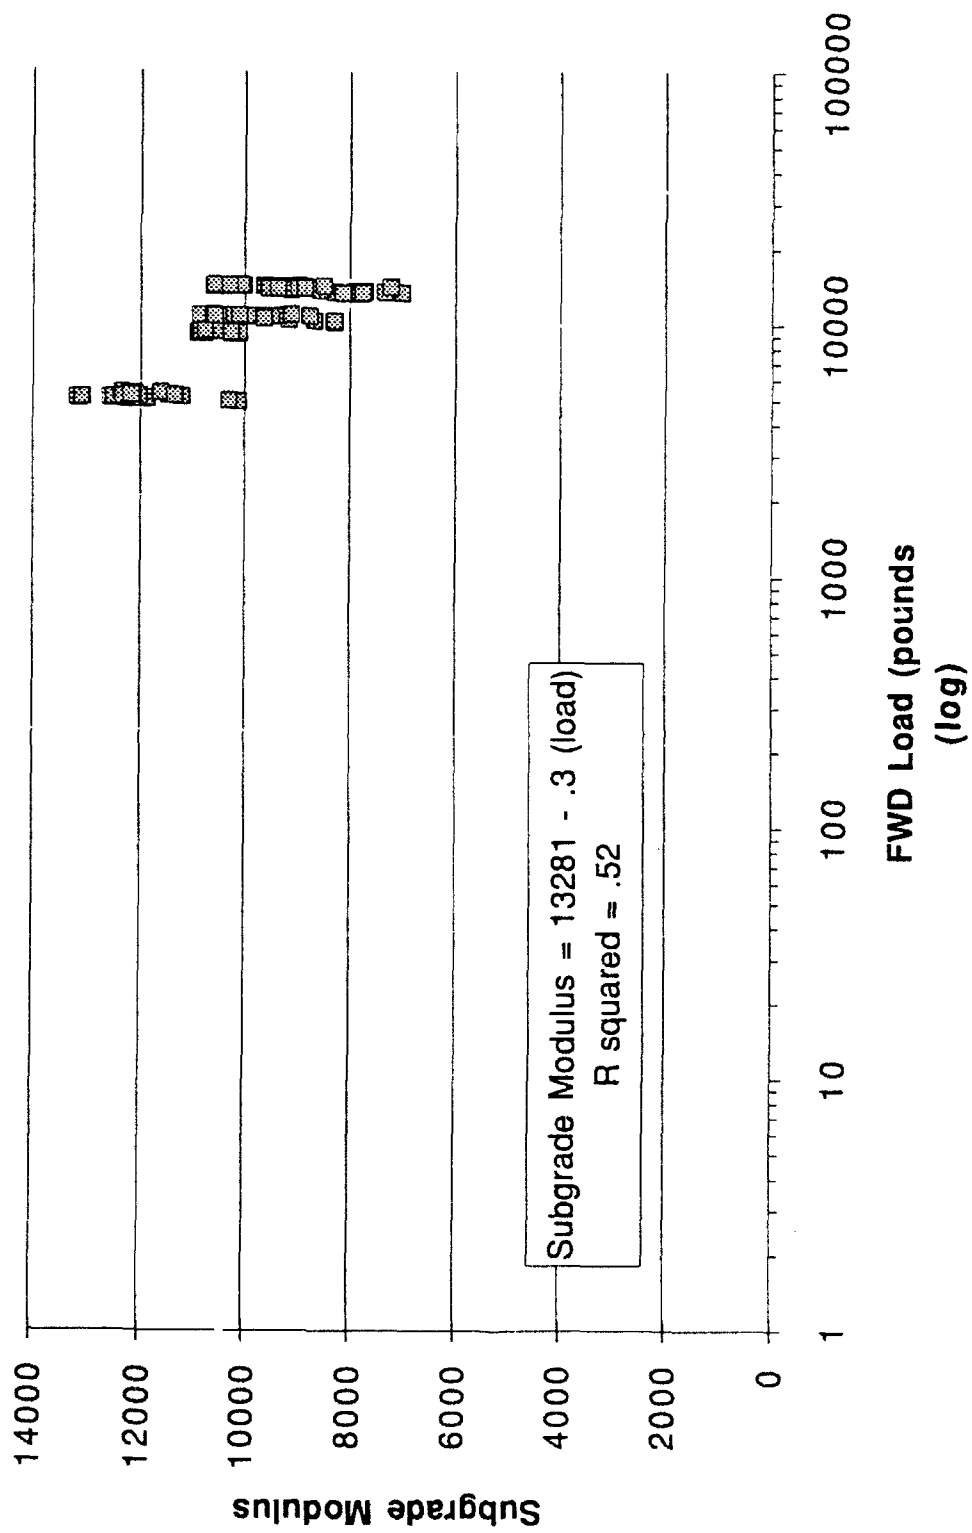 Subgrade Modulus
14000
12000
10000
8000
6000
4000
2000
0
Subgrade Modulus = 13281 - .3 (load)
R squared = .52
1
10
100
1000
10000
100000
FWD Load (pounds
(log)